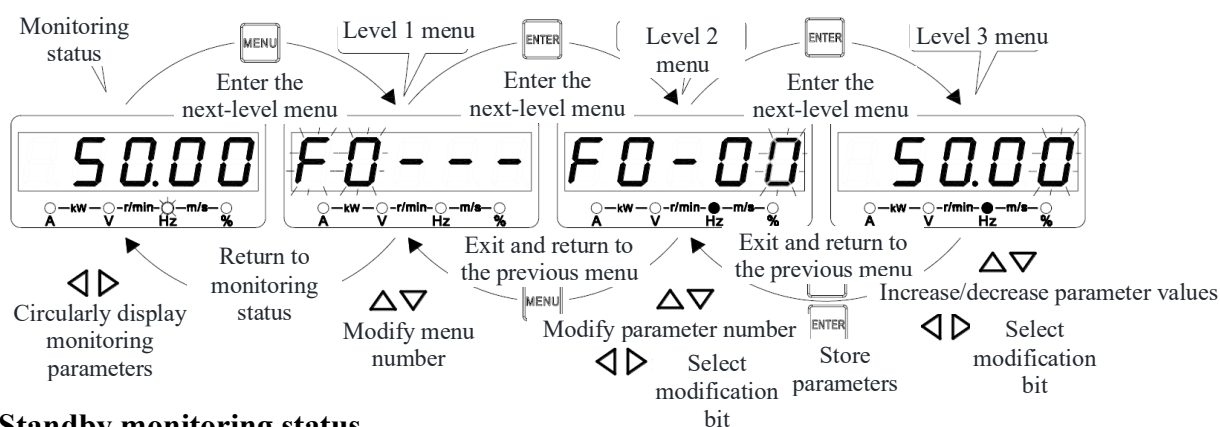 Monitoring
status
MENU
Level 1 menu
ENTER
Level 2
menu
ENTER
Level 3 menu
Enter the
next-level menu
Enter the
next-level menu
Enter the
next-level menu
50.00
F0---
F0-00
50.00
A kW V r/min Hz m/s %
A kW V r/min Hz m/s %
A kW V r/min Hz m/s %
A kW V r/min Hz m/s %
Return to
monitoring
status
Exit and return to
the previous menu
MENU
Exit and return to
the previous menu
ENTER
Circularly display
monitoring
parameters
Modify menu
number
Modify parameter number
Select
modification
bit
Store
parameters
Increase/decrease parameter values
Select
modification
bit
Standby monitoring status